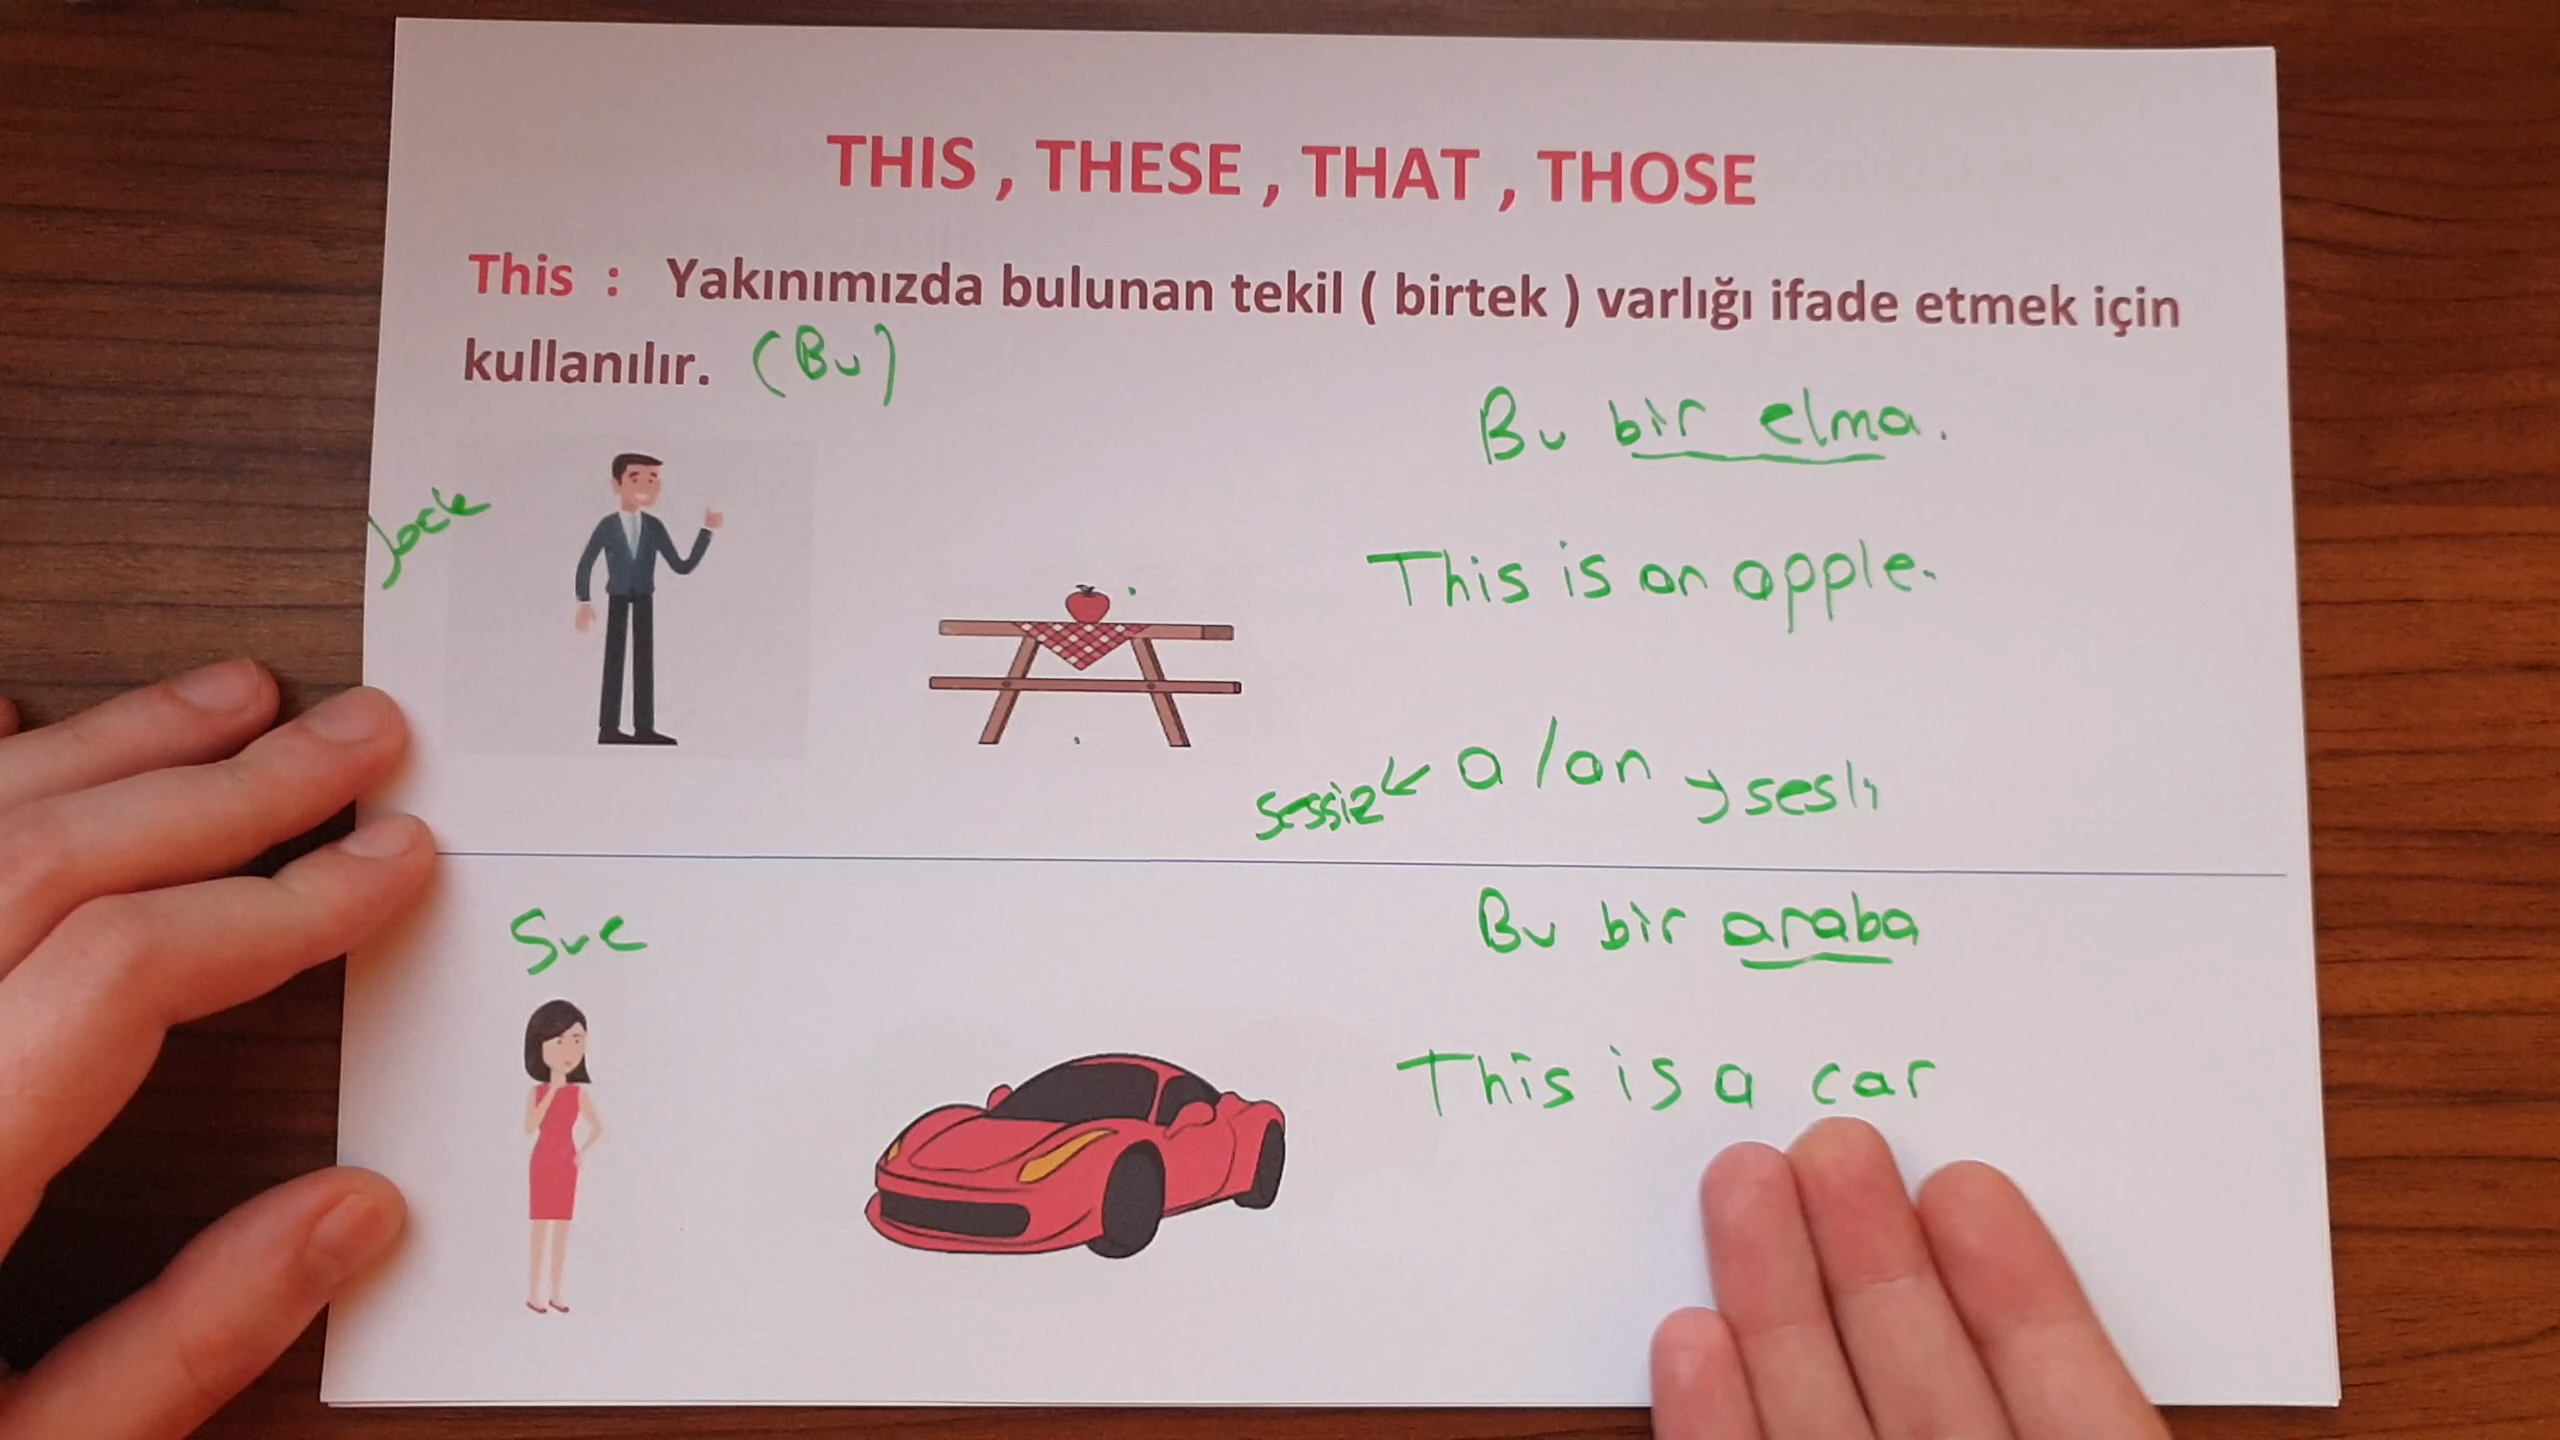 THIS , THESE , THAT , THOSE
This : Yakınımızda bulunan tekil ( birtek ) varlığı ifade etmek için
kullanılır. (Bu)
Bu bir elma.
Jack
This is an apple.
sessiz ← a / an → sesli
Sue
Bu bir araba
This is a car